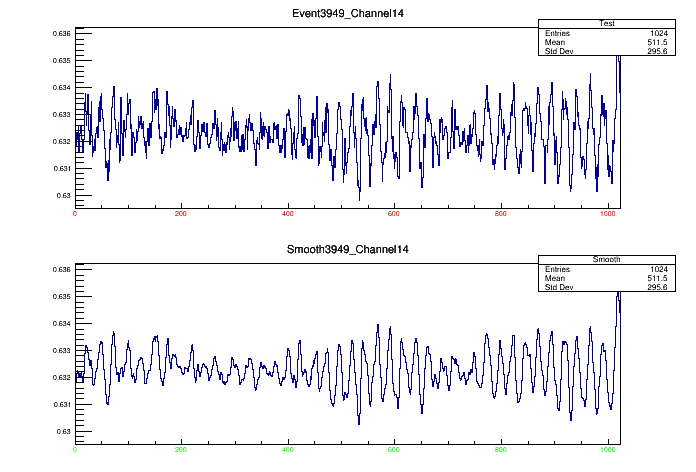 Event3949_Channel14
Test
Entries 1024
Mean 511.5
Std Dev 295.6
0.636
0.635
0.634
0.633
0.632
0.631
0.63
0 200 400 600 800 1000
Smooth3949_Channel14
Smooth
Entries 1024
Mean 511.5
Std Dev 295.6
0.636
0.635
0.634
0.633
0.632
0.631
0.63
0 200 400 600 800 1000